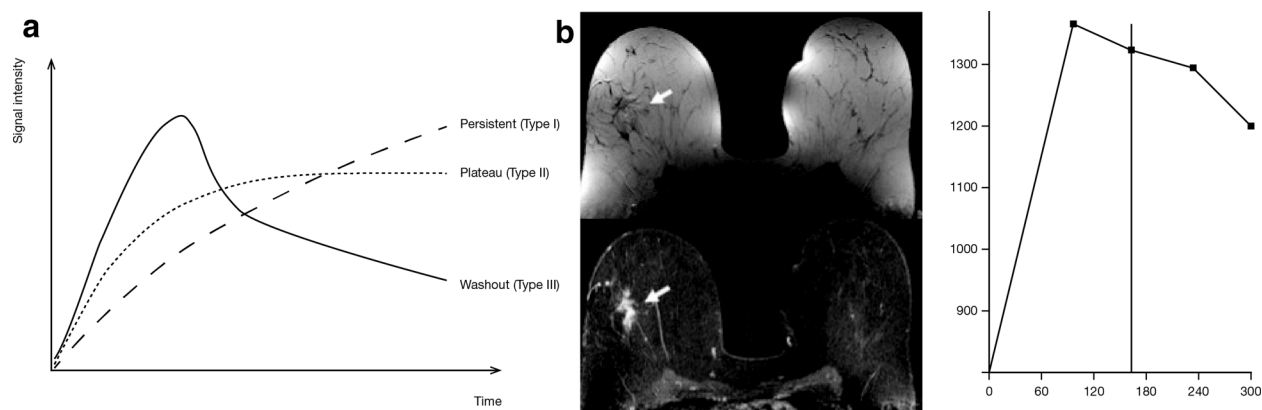 a
Signal intensity
Persistent (Type I)
Plateau (Type II)
Washout (Type III)
Time
b
1300
1200
1100
1000
900
0 60 120 180 240 300